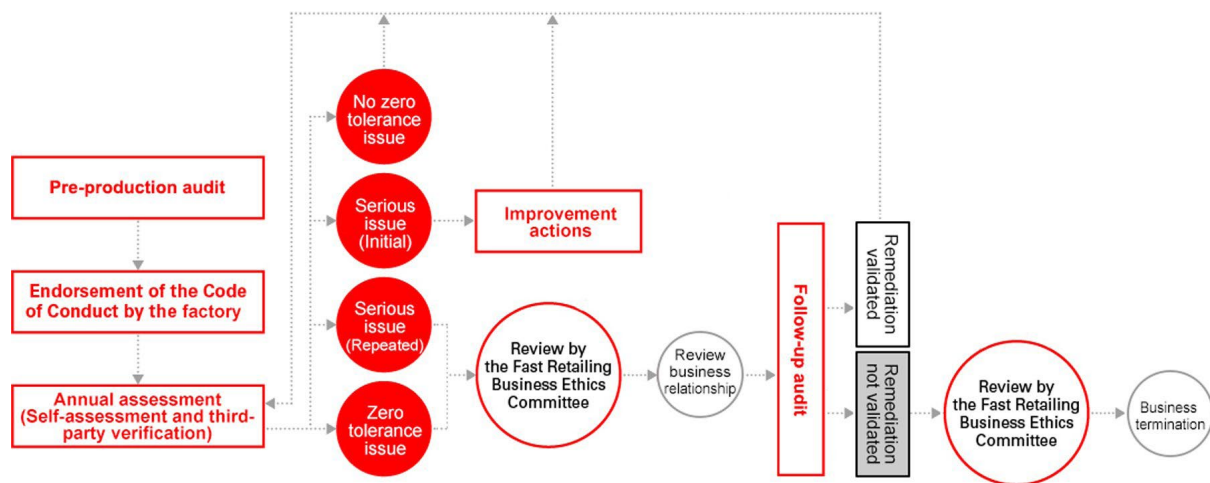 Pre-production audit
Endorsement of the Code
of Conduct by the factory
Annual assessment
(Self-assessment and third-
party verification)
No zero
tolerance
issue
Serious
issue
(Initial)
Serious
issue
(Repeated)
Zero
tolerance
issue
Improvement
actions
Review by
the Fast Retailing
Business Ethics
Committee
Review
business
relationship
Follow-up audit
Remediation
validated
Remediation
not validated
Review by
the Fast Retailing
Business Ethics
Committee
Business
termination